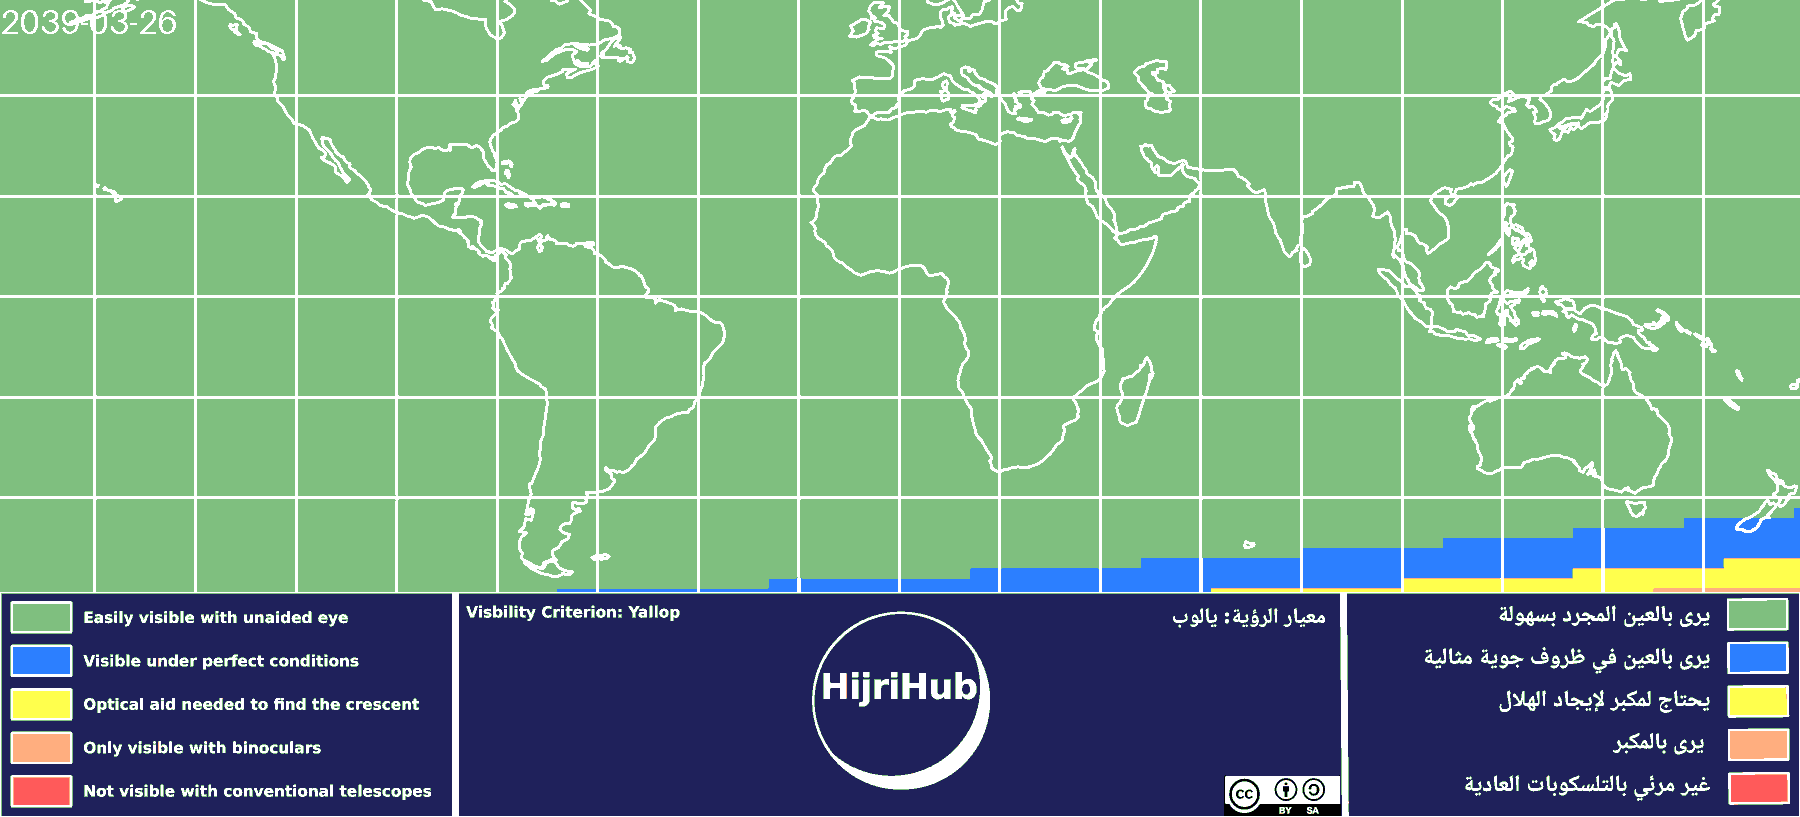 2039-03-26
Easily visible with unaided eye
Visible under perfect conditions
Optical aid needed to find the crescent
Only visible with binoculars
Not visible with conventional telescopes
Visbility Criterion: Yallop
معيار الرؤية: يالوب
HijriHub
cc
BY SA
يرى بالعين المجرد بسهولة
يرى بالعين في ظروف جوية مثالية
يحتاج لمكبر لإيجاد الهلال
يرى بالمكبر
غير مرئي بالتلسكوبات العادية